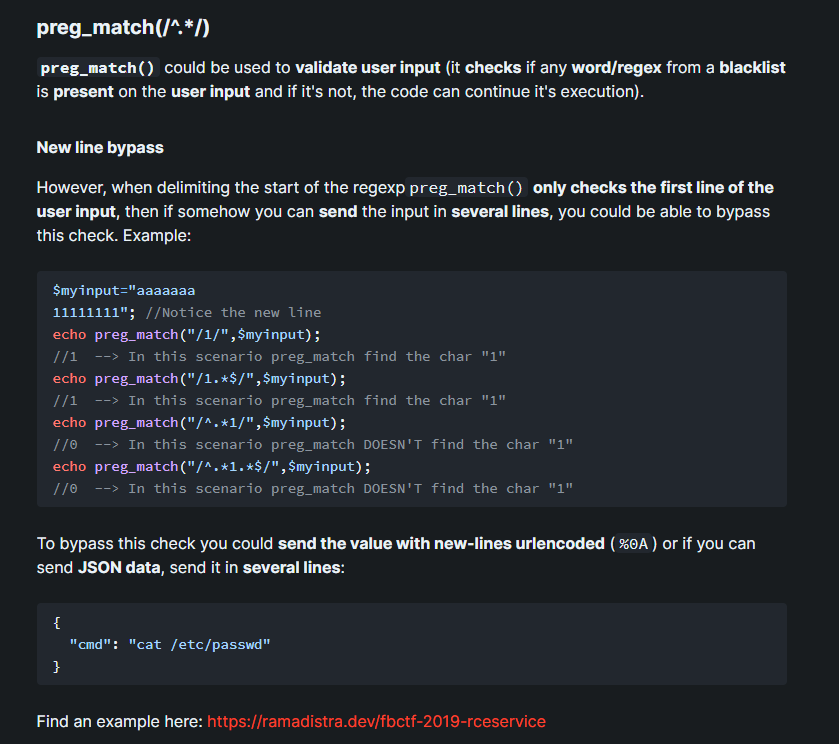 preg_match(/^.*/)
preg_match() could be used to validate user input (it checks if any word/regex from a blacklist
is present on the user input and if it's not, the code can continue it's execution).
New line bypass
However, when delimiting the start of the regexp preg_match() only checks the first line of the
user input, then if somehow you can send the input in several lines, you could be able to bypass
this check. Example:
$myinput="aaaaaaa
11111111"; //Notice the new line
echo preg_match("/1/",$myinput);
//1  --> In this scenario preg_match find the char "1"
echo preg_match("/1.*$/",$myinput);
//1  --> In this scenario preg_match find the char "1"
echo preg_match("/^.*1/",$myinput);
//0  --> In this scenario preg_match DOESN'T find the char "1"
echo preg_match("/^.*1.*$/",$myinput);
//0  --> In this scenario preg_match DOESN'T find the char "1"
To bypass this check you could send the value with new-lines urlencoded (%0A) or if you can
send JSON data, send it in several lines:
{
  "cmd": "cat /etc/passwd"
}
Find an example here: https://ramadistra.dev/fbctf-2019-rceservice